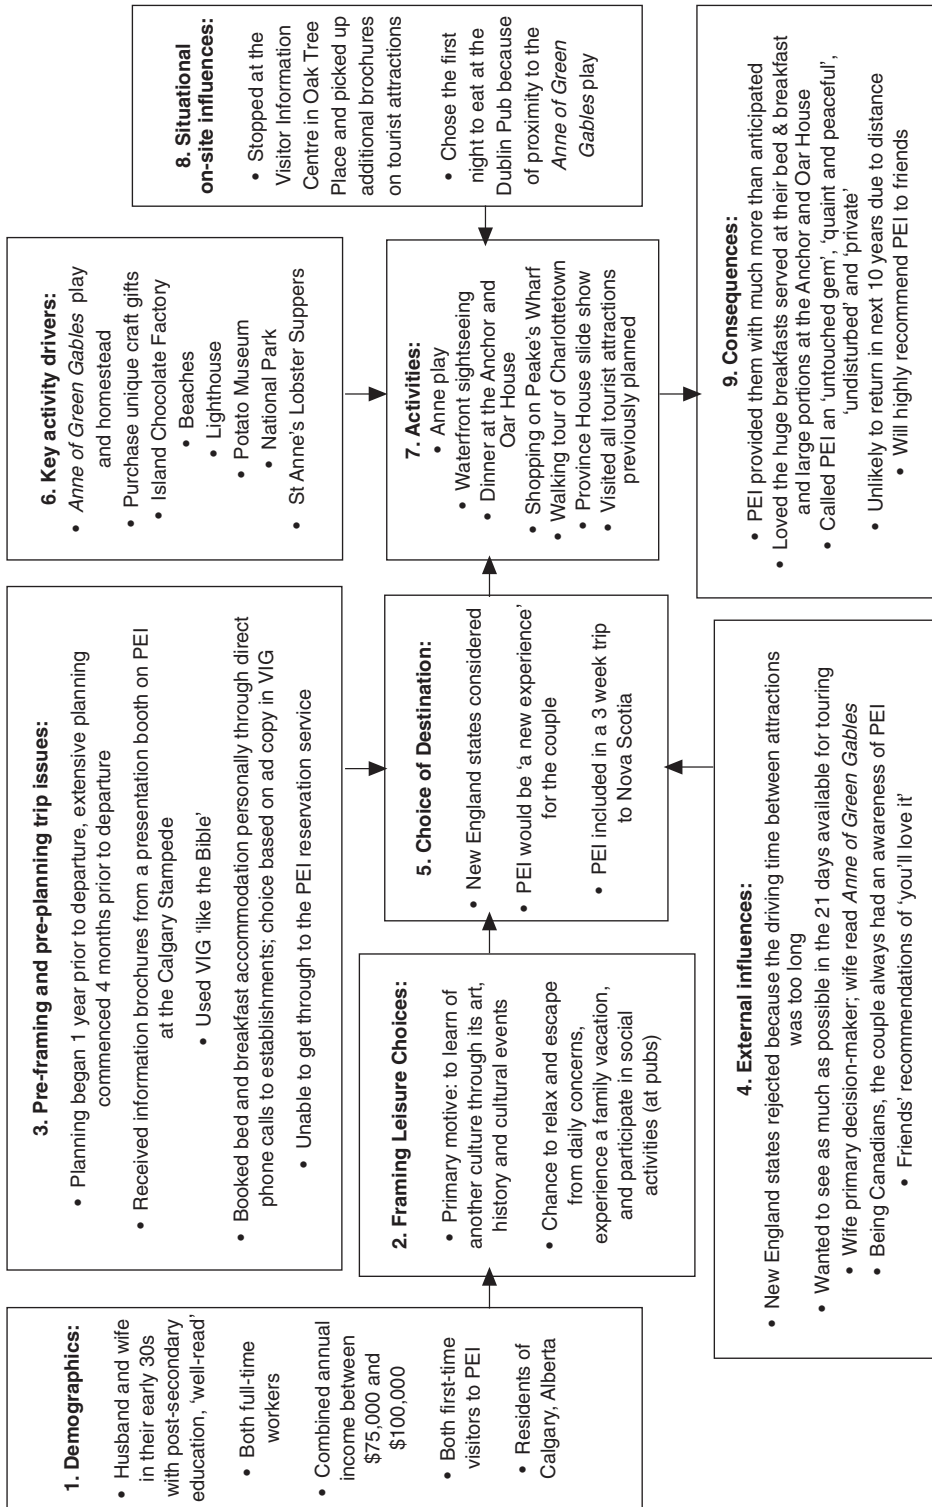 1. Demographics:
• Husband and wife
in their early 30s
with post-secondary
education, ‘well-read’
• Both full-time
workers
• Combined annual
income between
$75,000 and
$100,000
• Both first-time
visitors to PEI
• Residents of
Calgary, Alberta
2. Framing Leisure Choices:
• Primary motive: to learn of
another culture through its art,
history and cultural events
• Chance to relax and escape
from daily concerns,
experience a family vacation,
and participate in social
activities (at pubs)
3. Pre-framing and pre-planning trip issues:
• Planning began 1 year prior to departure, extensive planning
commenced 4 months prior to departure
• Received information brochures from a presentation booth on PEI
at the Calgary Stampede
• Used VIG ‘like the Bible’
• Booked bed and breakfast accommodation personally through direct
phone calls to establishments; choice based on ad copy in VIG
• Unable to get through to the PEI reservation service
4. External influences:
• New England states rejected because the driving time between attractions
was too long
• Wanted to see as much as possible in the 21 days available for touring
• Wife primary decision-maker; wife read Anne of Green Gables
• Being Canadians, the couple always had an awareness of PEI
• Friends’ recommendations of ‘you’ll love it’
5. Choice of Destination:
• New England states considered
• PEI would be ‘a new experience’
for the couple
• PEI included in a 3 week trip
to Nova Scotia
6. Key activity drivers:
• Anne of Green Gables play
and homestead
• Purchase unique craft gifts
• Island Chocolate Factory
• Beaches
• Lighthouse
• Potato Museum
• National Park
• St Anne’s Lobster Suppers
7. Activities:
• Anne play
• Waterfront sightseeing
• Dinner at the Anchor and
Oar House
• Shopping on Peake’s Wharf
• Walking tour of Charlottetown
• Province House slide show
• Visited all tourist attractions
previously planned
8. Situational
on-site influences:
• Stopped at the
Visitor Information
Centre in Oak Tree
Place and picked up
additional brochures
on tourist attractions
• Chose the first
night to eat at the
Dublin Pub because
of proximity to the
Anne of Green
Gables play
9. Consequences:
• PEI provided them with much more than anticipated
• Loved the huge breakfasts served at their bed & breakfast
and large portions at the Anchor and Oar House
• Called PEI an ‘untouched gem’, ‘quaint and peaceful’,
‘undisturbed’ and ‘private’
• Unlikely to return in next 10 years due to distance
• Will highly recommend PEI to friends